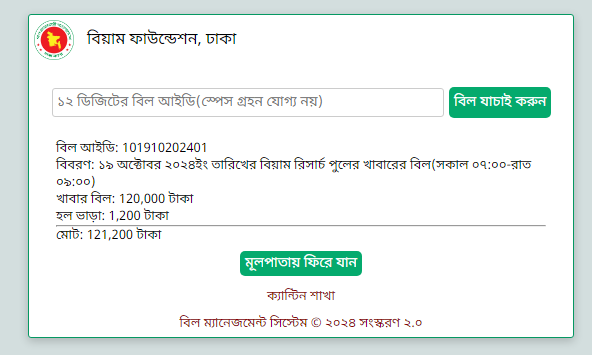 বিয়াম ফাউন্ডেশন, ঢাকা
১২ ডিজিটের বিল আইডি(স্পেস গ্রহন যোগ্য নয়)
বিল যাচাই করুন
বিল আইডি: 101910202401
বিবরণ: ১৯ অক্টোবর ২০২৪ইং তারিখের বিয়াম রিসার্চ পুলের খাবারের বিল(সকাল ০৭:০০-রাত
০৯:০০)
খাবার বিল: 120,000 টাকা
হল ভাড়া: 1,200 টাকা
মোট: 121,200 টাকা
মূলপাতায় ফিরে যান
ক্যান্টিন শাখা
বিল ম্যানেজমেন্ট সিস্টেম © ২০২৪ সংস্করণ ২.০